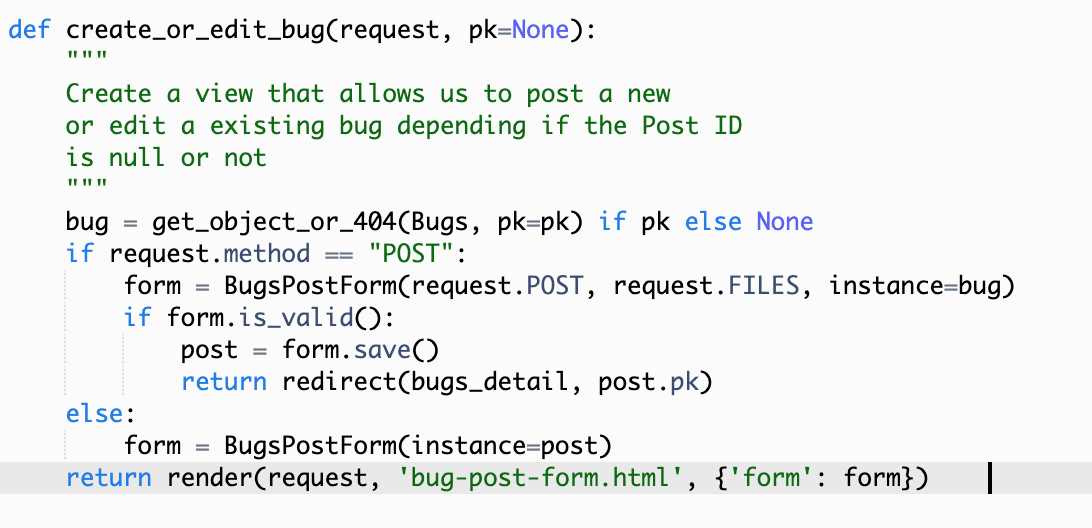 def create_or_edit_bug(request, pk=None):
    """
    Create a view that allows us to post a new
    or edit a existing bug depending if the Post ID
    is null or not
    """
    bug = get_object_or_404(Bugs, pk=pk) if pk else None
    if request.method == "POST":
        form = BugsPostForm(request.POST, request.FILES, instance=bug)
        if form.is_valid():
            post = form.save()
            return redirect(bugs_detail, post.pk)
    else:
        form = BugsPostForm(instance=post)
    return render(request, 'bug-post-form.html', {'form': form})